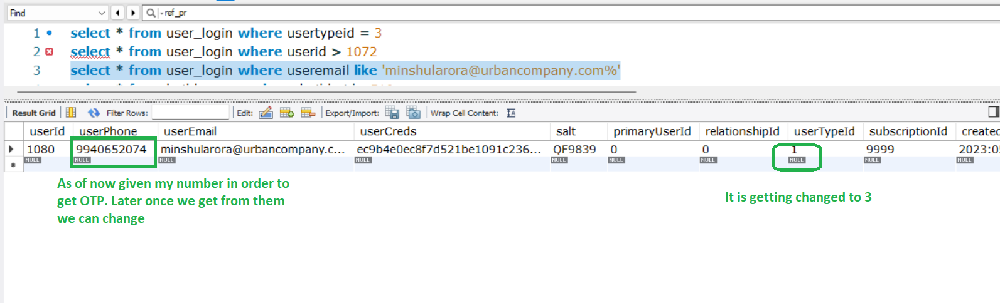 Find ref_pr
1 select * from user_login where usertypeid = 3
2 select * from user_login where userid > 1072
3 select * from user_login where useremail like 'minshularora@urbancompany.com%'
Result Grid Filter Rows: Edit: Export/Import: Wrap Cell Content: IA
userId userPhone userEmail userCreds salt primaryUserId relationshipId userTypeId subscriptionId created
1080 9940652074 minshularora@urbancompany.c... ec9b4e0ec8f7d521be1091c236... QF9839 0 0 1 9999 2023:05
NULL NULL NULL NULL NULL NULL NULL NULL NULL NULL
As of now given my number in order to
get OTP. Later once we get from them
we can change
It is getting changed to 3